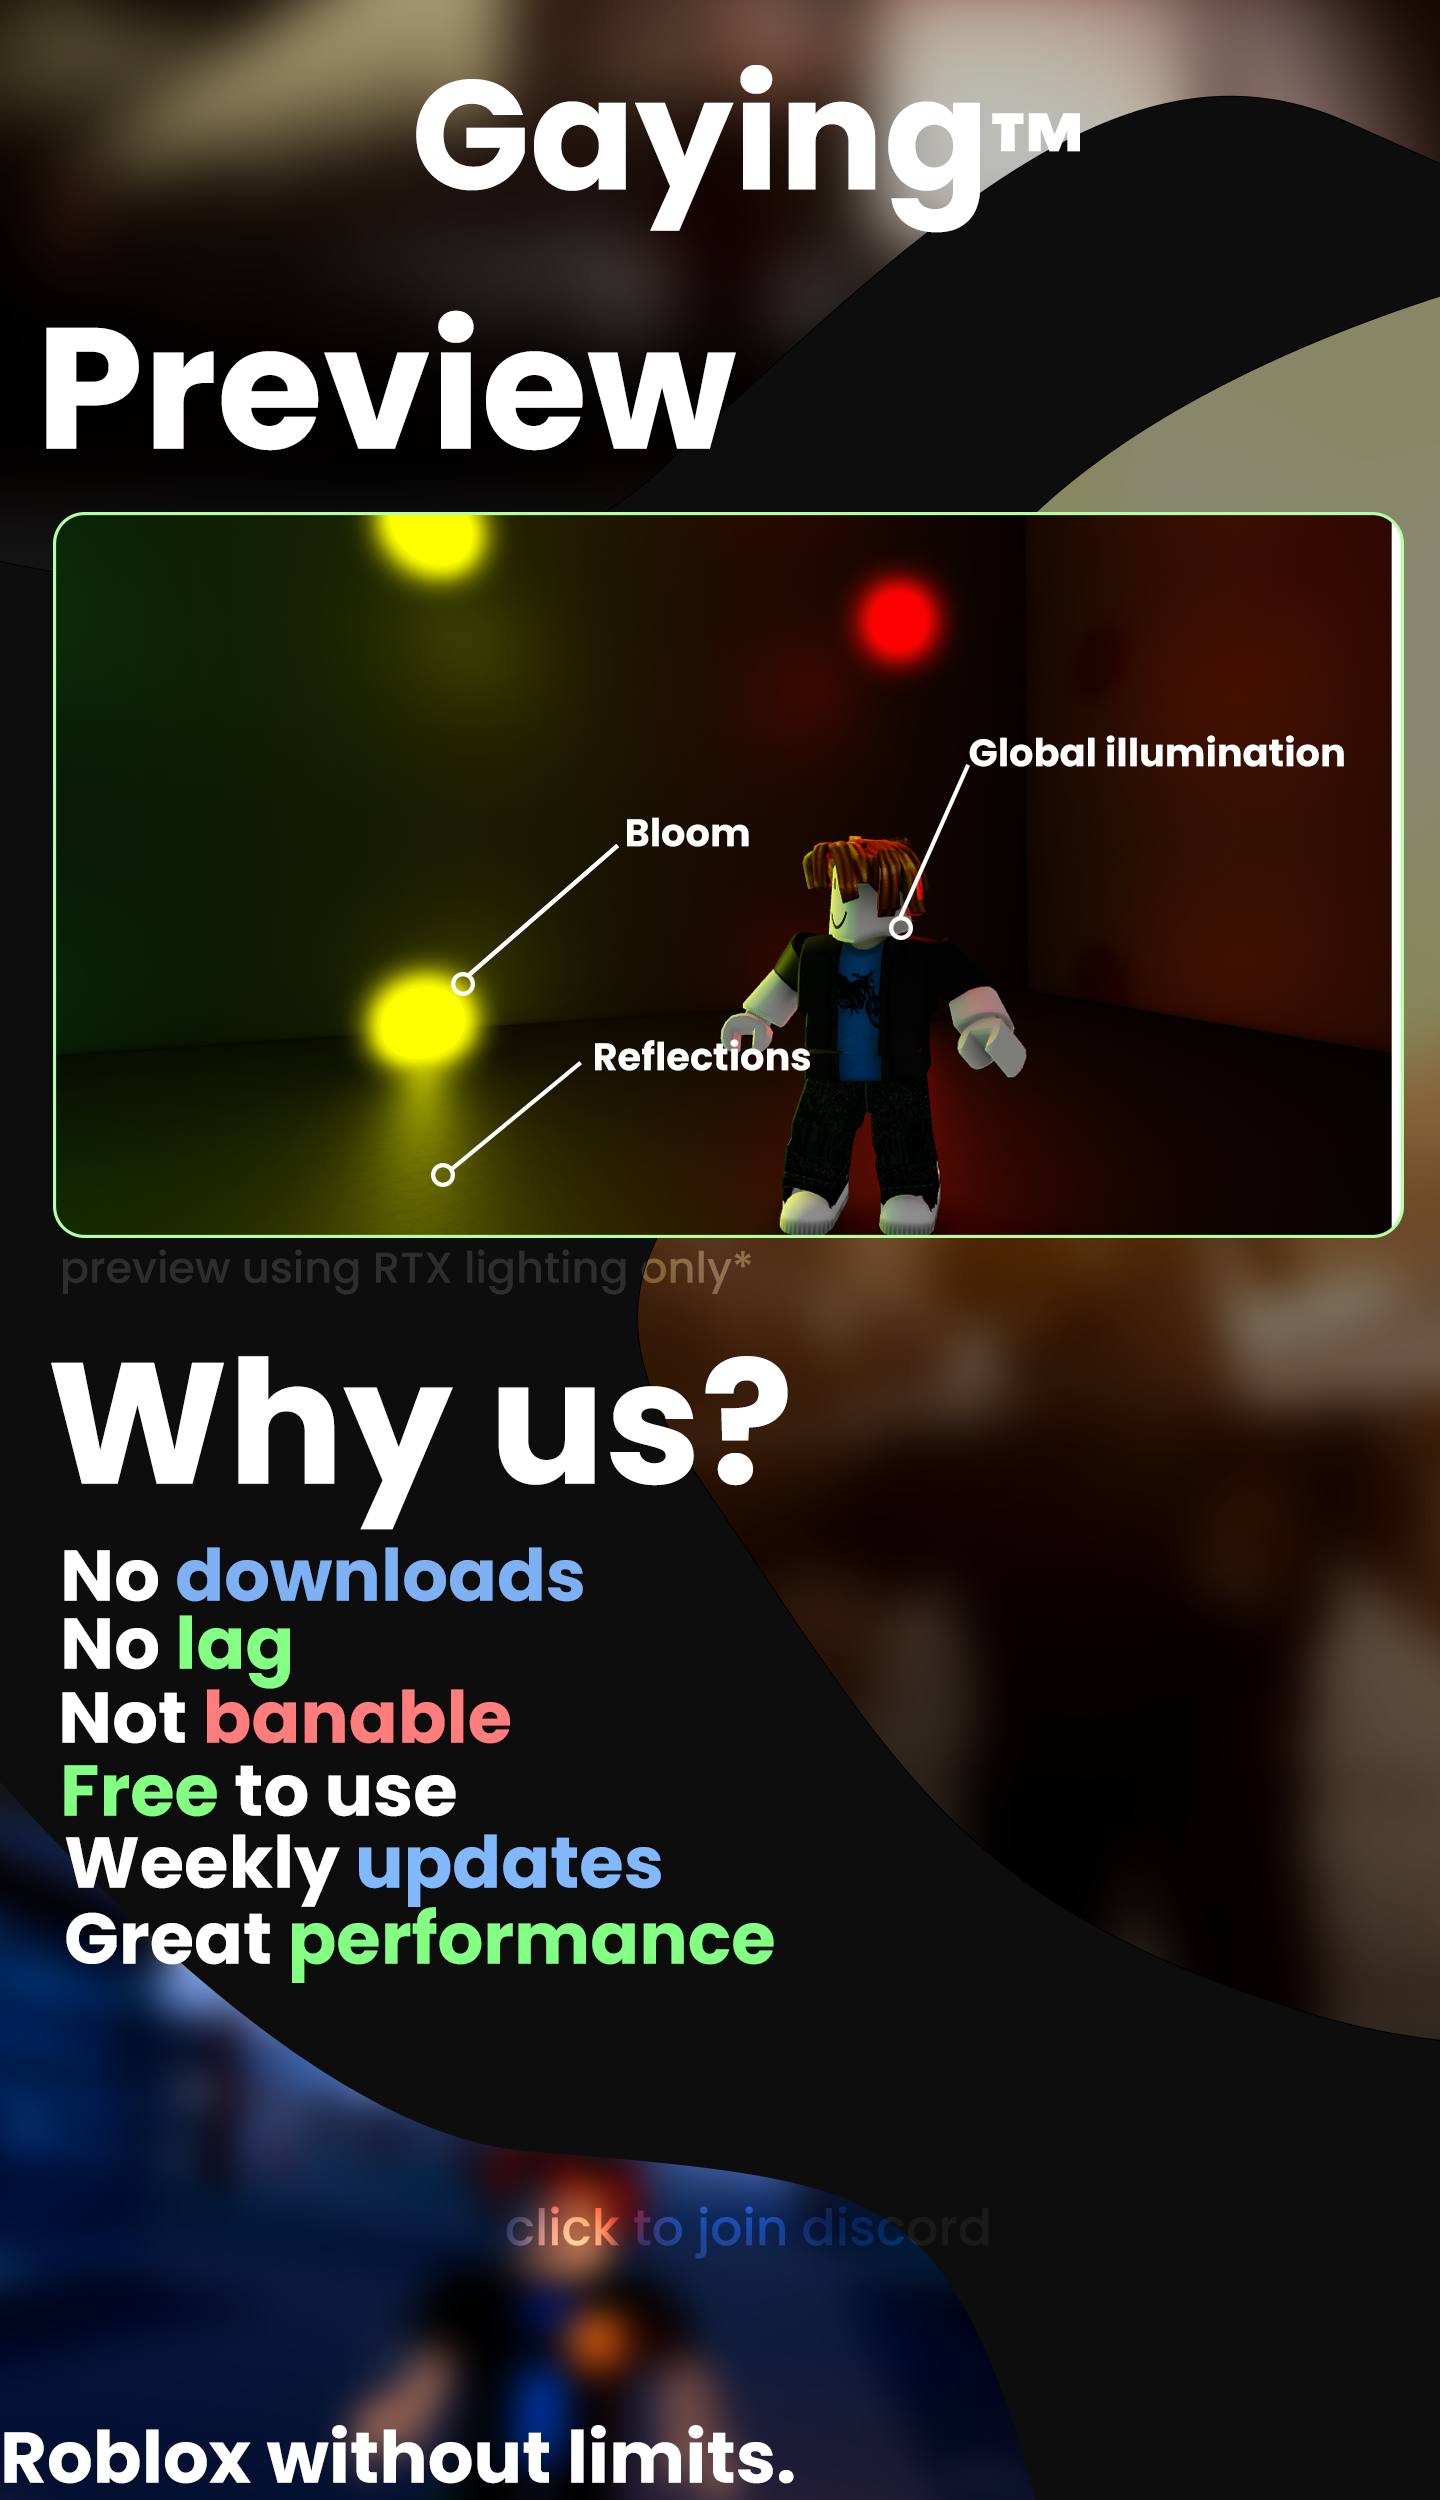 Gaying™
Preview
Global illumination
Bloom
Reflections
preview using RTX lighting only*
Why us?
No downloads
No lag
Not banable
Free to use
Weekly updates
Great performance
click to join discord
Roblox without limits.